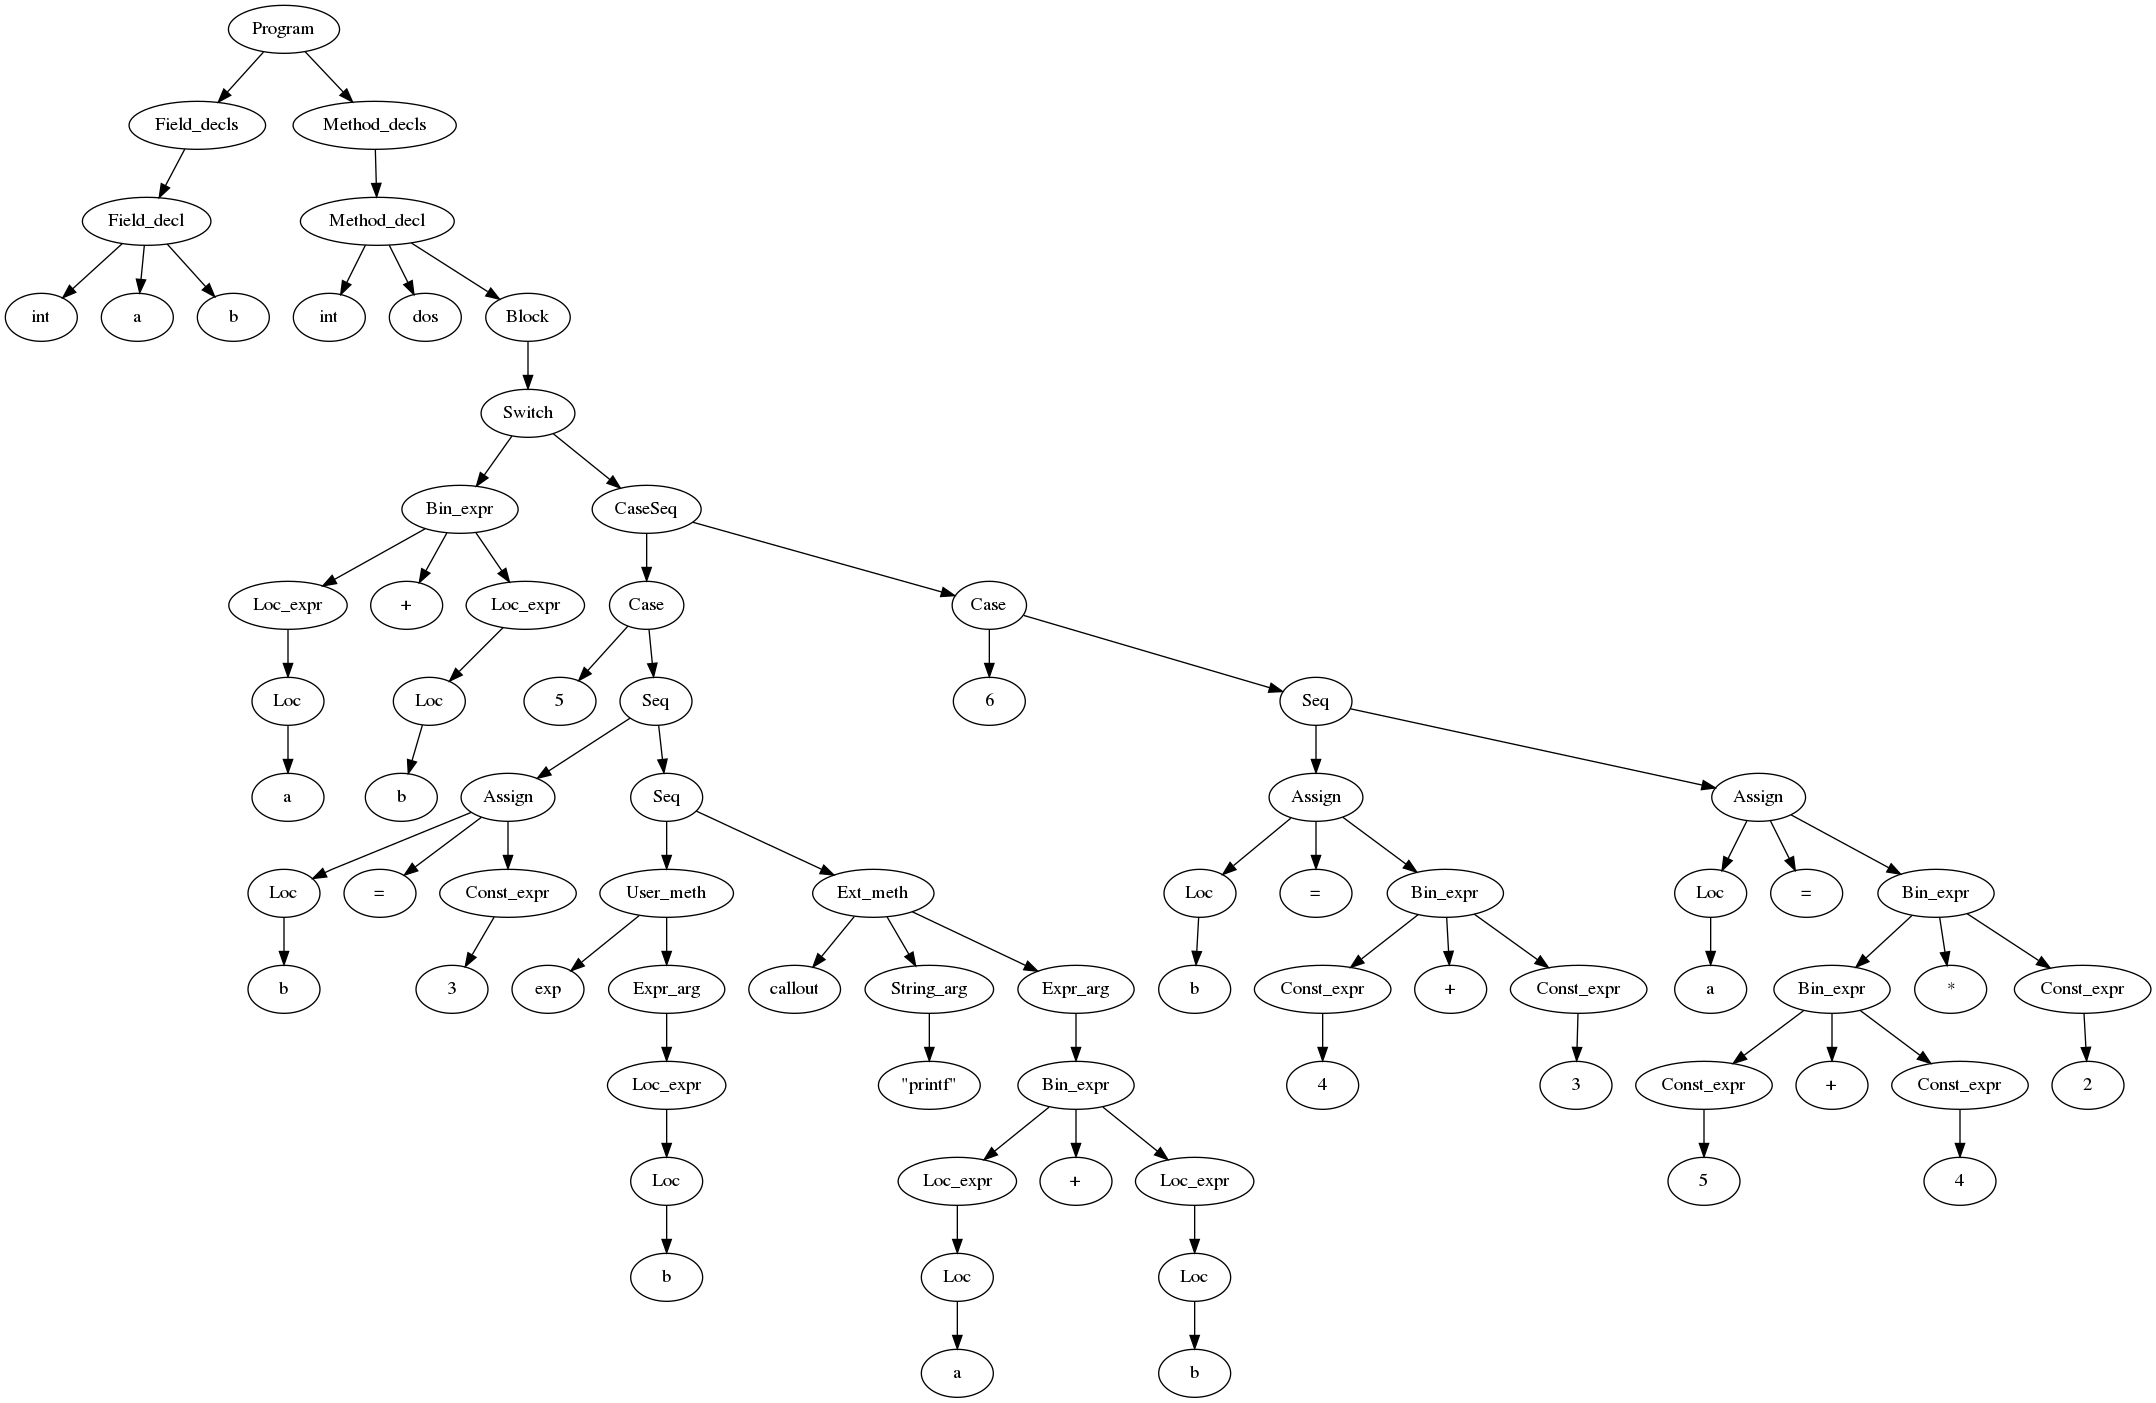 Program
Field_decls Method_decls
Field_decl Method_decl
int a b int dos Block
Switch
Bin_expr CaseSeq
Loc_expr + Loc_expr Case Case
Loc Loc 5 Seq 6 Seq
a b Assign Seq Assign Assign
Loc = Const_expr User_meth Ext_meth Loc = Bin_expr Loc = Bin_expr
b 3 exp Expr_arg callout String_arg Expr_arg b Const_expr + Const_expr a Bin_expr * Const_expr
Loc_expr "printf" Bin_expr 4 3 Const_expr + Const_expr 2
Loc Loc_expr + Loc_expr 5 4
b Loc Loc
a b